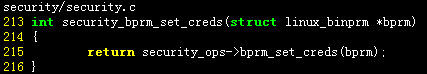 security/security.c
213 int security_bprm_set_creds(struct linux_binprm *bprm)
214 {
215         return security_ops->bprm_set_creds(bprm);
216 }